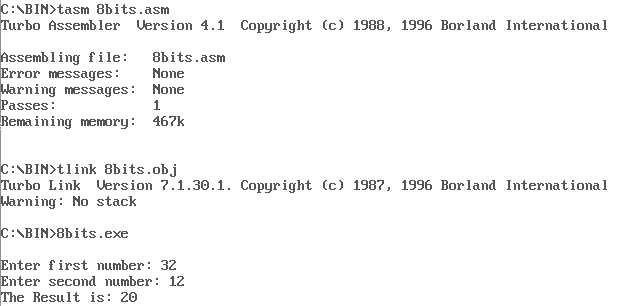 C:\BIN>tasm 8bits.asm
Turbo Assembler  Version 4.1  Copyright (c) 1988, 1996 Borland International
Assembling file:   8bits.asm
Error messages:    None
Warning messages:  None
Passes:            1
Remaining memory:  467k
C:\BIN>tlink 8bits.obj
Turbo Link  Version 7.1.30.1. Copyright (c) 1987, 1996 Borland International
Warning: No stack
C:\BIN>8bits.exe
Enter first number: 32
Enter second number: 12
The Result is: 20